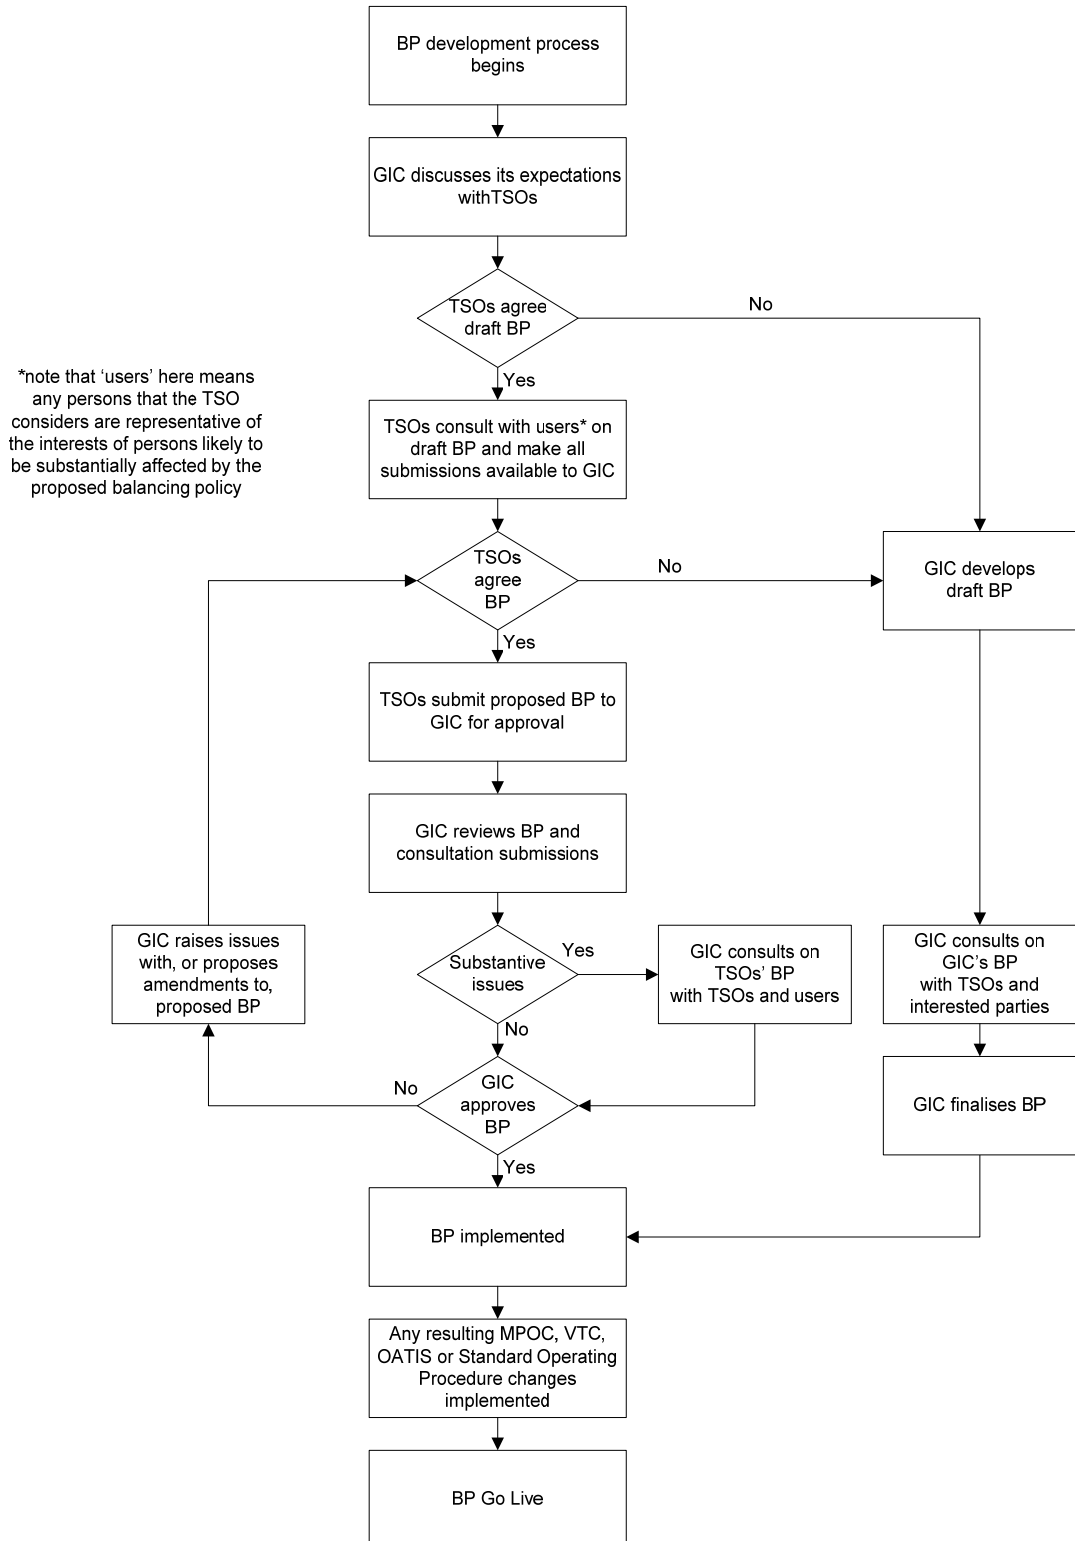 BP development process
begins
GIC discusses its expectations
withTSOs
TSOs agree
draft BP
No
Yes
*note that ‘users’ here means
any persons that the TSO
considers are representative of
the interests of persons likely to
be substantially affected by the
proposed balancing policy
TSOs consult with users* on
draft BP and make all
submissions available to GIC
TSOs
agree
BP
No
Yes
GIC develops
draft BP
TSOs submit proposed BP to
GIC for approval
GIC reviews BP and
consultation submissions
GIC raises issues
with, or proposes
amendments to,
proposed BP
Substantive
issues
Yes
No
GIC consults on
TSOs’ BP
with TSOs and users
GIC consults on
GIC’s BP
with TSOs and
interested parties
GIC
approves
BP
No
Yes
GIC finalises BP
BP implemented
Any resulting MPOC, VTC,
OATIS or Standard Operating
Procedure changes
implemented
BP Go Live